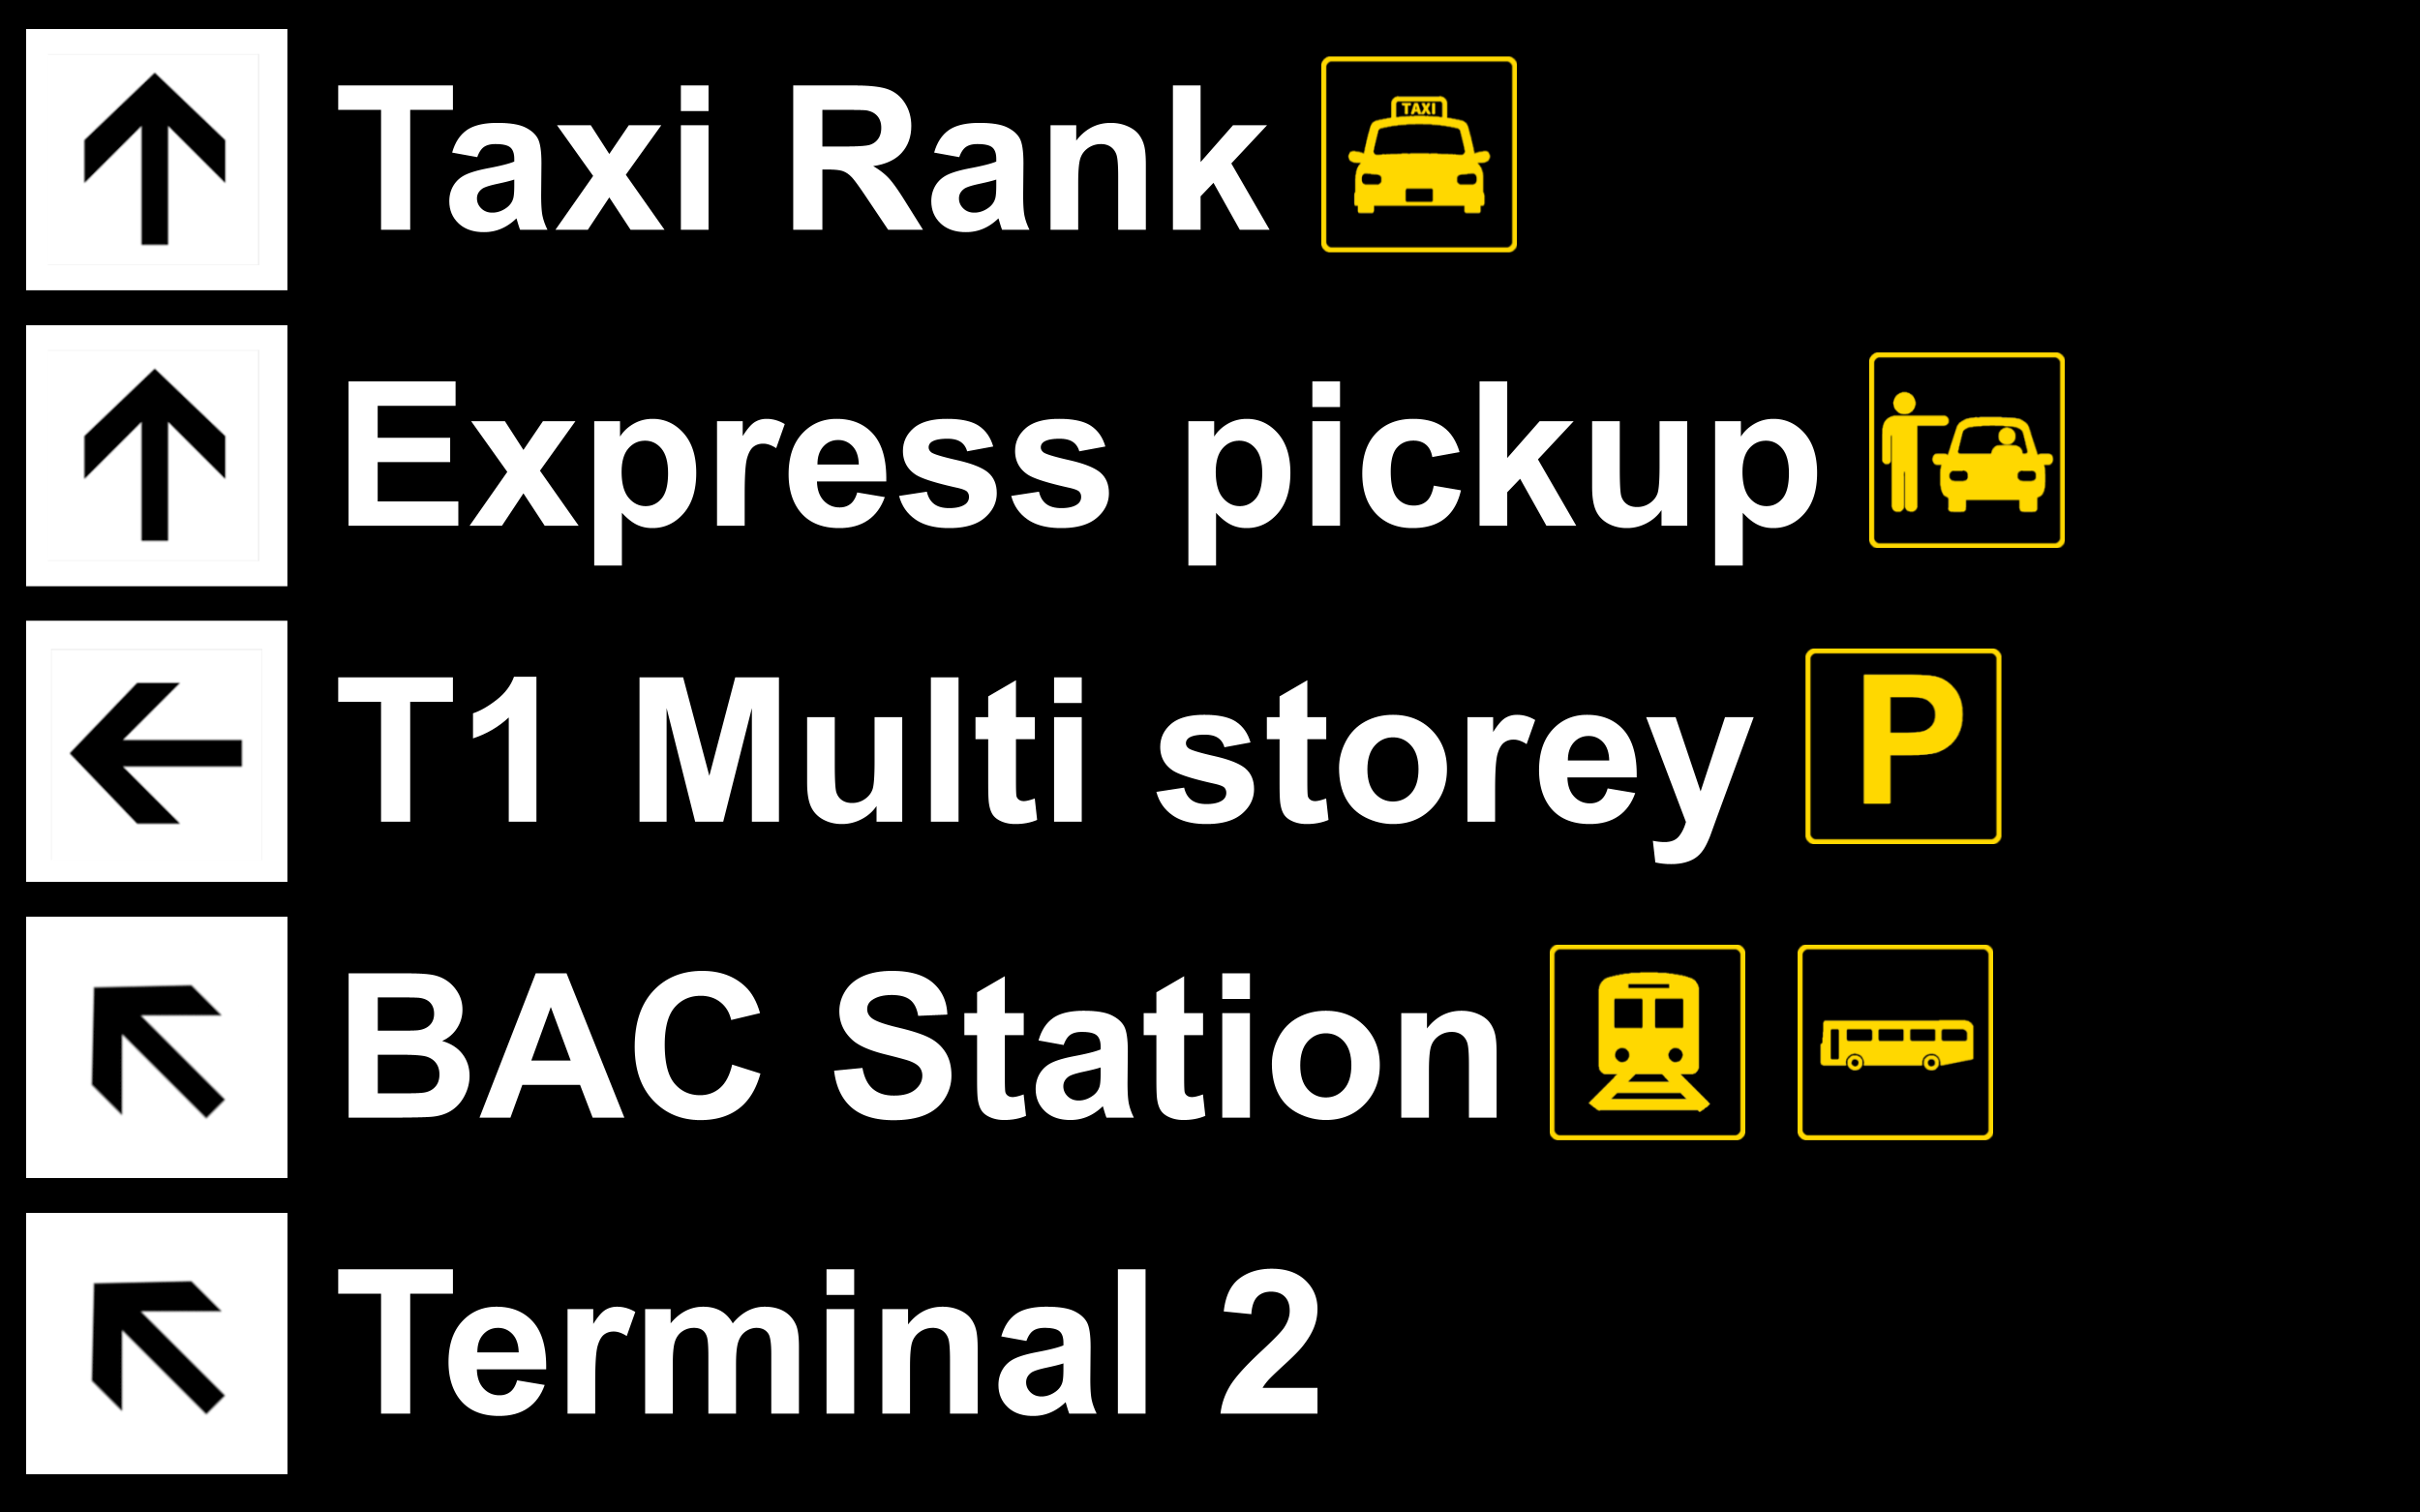 Taxi Rank TAXI
Express pickup
T1 Multi storey P
BAC Station
Terminal 2